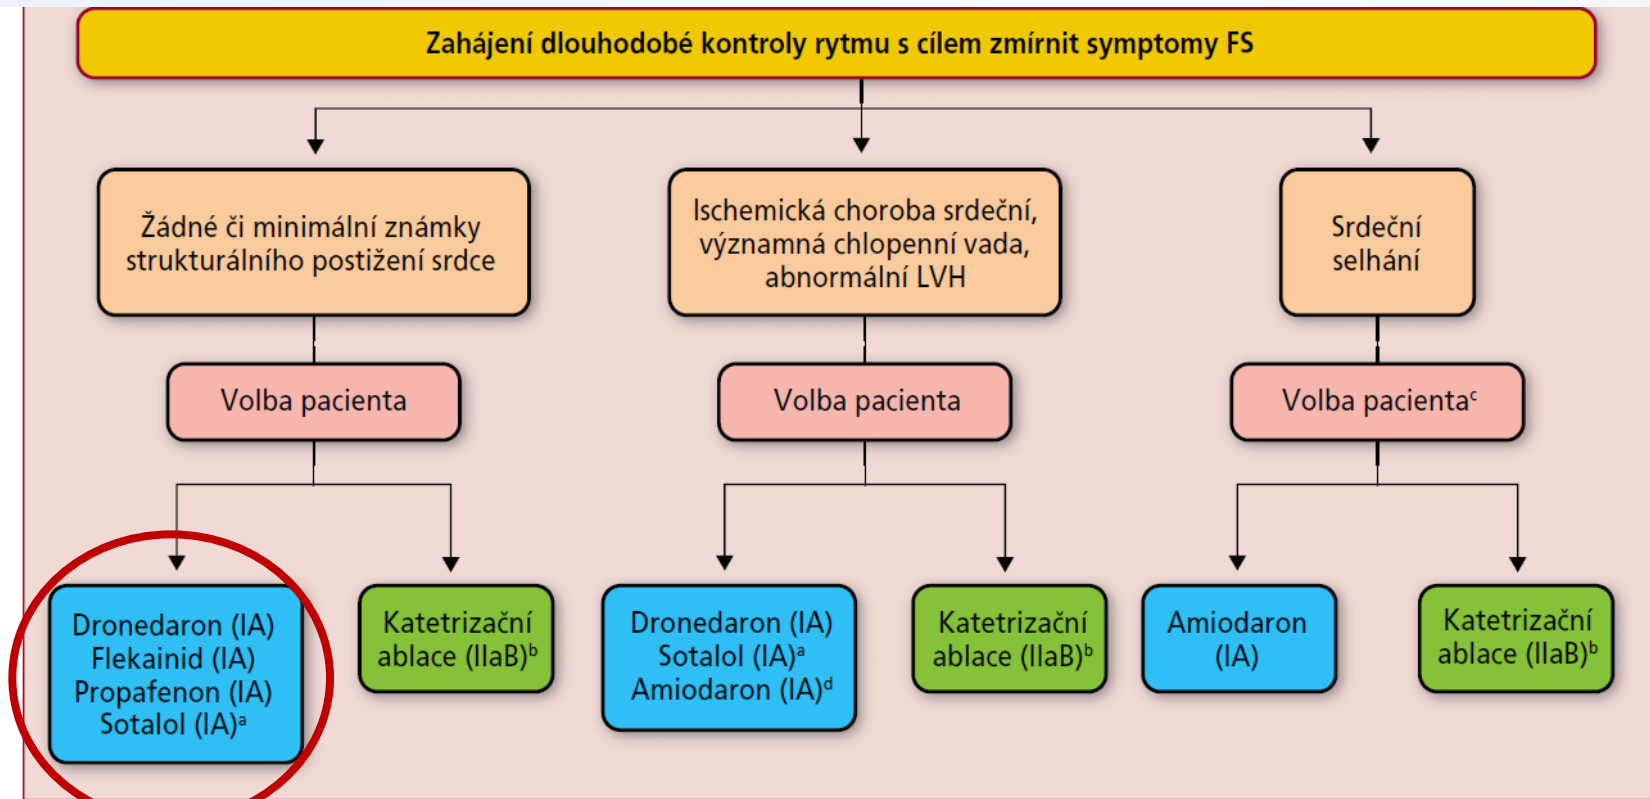 Zahájení dlouhodobé kontroly rytmu s cílem zmírnit symptomy FS
Žádné či minimální známky
strukturálního postižení srdce
Ischemická choroba srdeční,
významná chlopenní vada,
abnormální LVH
Srdeční
selhání
Volba pacienta
Volba pacienta
Volba pacientaᶜ
Dronedaron (IA)
Flekainid (IA)
Propafenon (IA)
Sotalol (IA)ᵃ
Katetrizační
ablace (IIaB)ᵇ
Dronedaron (IA)
Sotalol (IA)ᵃ
Amiodaron (IA)ᵈ
Katetrizační
ablace (IIaB)ᵇ
Amiodaron
(IA)
Katetrizační
ablace (IIaB)ᵇ